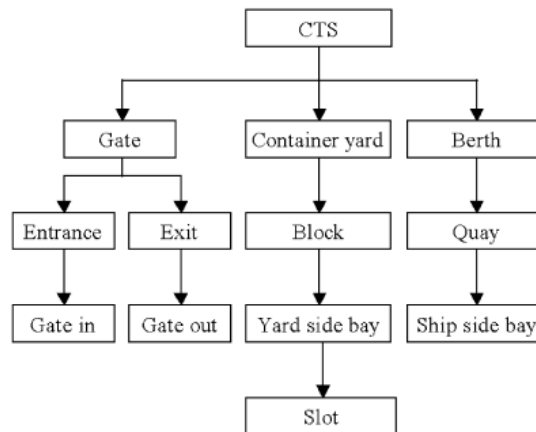 CTS
Gate
Container yard
Berth
Entrance
Exit
Block
Quay
Gate in
Gate out
Yard side bay
Ship side bay
Slot